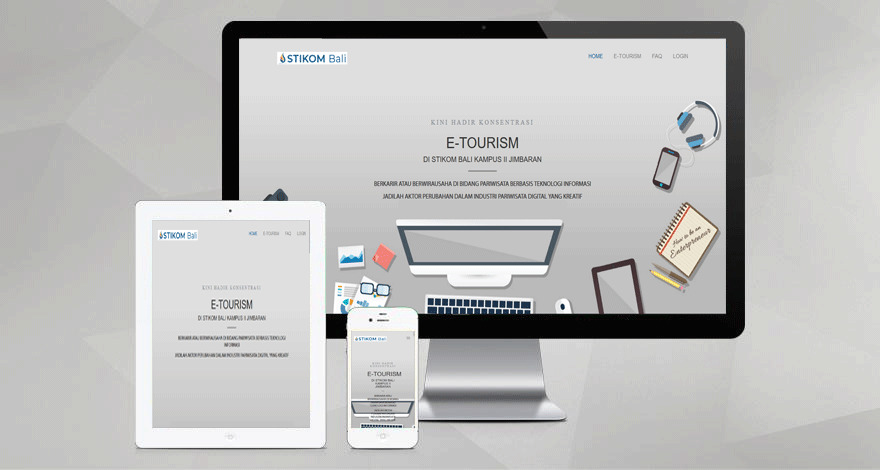 STIKOM Bali
HOME E-TOURISM FAQ LOGIN
KINI HADIR KONSENTRASI
E-TOURISM
DI STIKOM BALI KAMPUS II JIMBARAN
BERKARIR ATAU BERWIRAUSAHA DI BIDANG PARIWISATA BERBASIS TEKNOLOGI INFORMASI
JADILAH AKTOR PERUBAHAN DALAM INDUSTRI PARIWISATA DIGITAL YANG KREATIF
How to be an
Entrepreneur
STIKOM Bali
HOME E-TOURISM FAQ LOGIN
KINI HADIR KONSENTRASI
E-TOURISM
DI STIKOM BALI KAMPUS II JIMBARAN
BERKARIR ATAU BERWIRAUSAHA DI BIDANG PARIWISATA BERBASIS TEKNOLOGI
INFORMASI
JADILAH AKTOR PERUBAHAN DALAM INDUSTRI PARIWISATA DIGITAL YANG KREATIF
STIKOM Bali
KINI HADIR
KONSENTRASI
E-TOURISM
DI STIKOM BALI
KAMPUS II
JIMBARAN